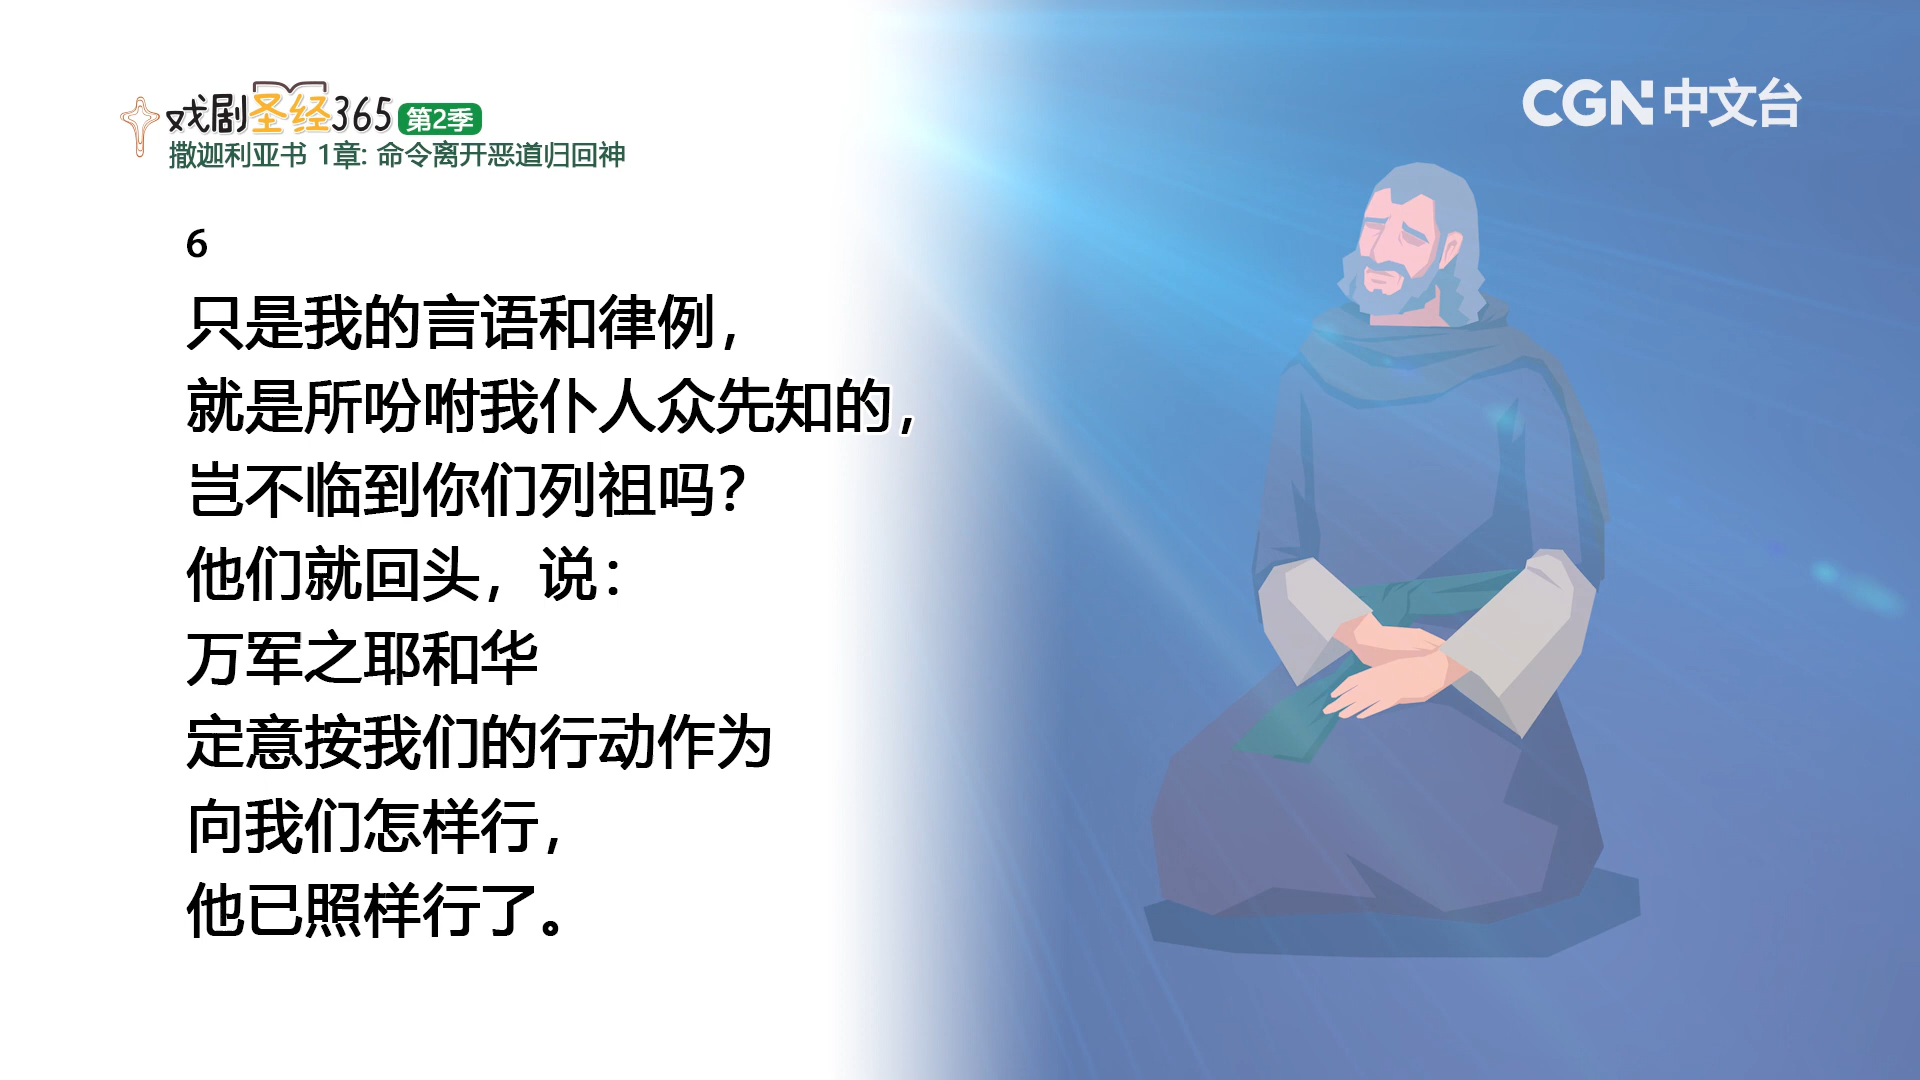 戏剧圣经365 第2季
CGN中文台
撒迦利亚书 1章: 命令离开恶道归回神
6
只是我的言语和律例，
就是所吩咐我仆人众先知的，
岂不临到你们列祖吗？
他们就回头，说：
万军之耶和华
定意按我们的行动作为
向我们怎样行，
他已照样行了。